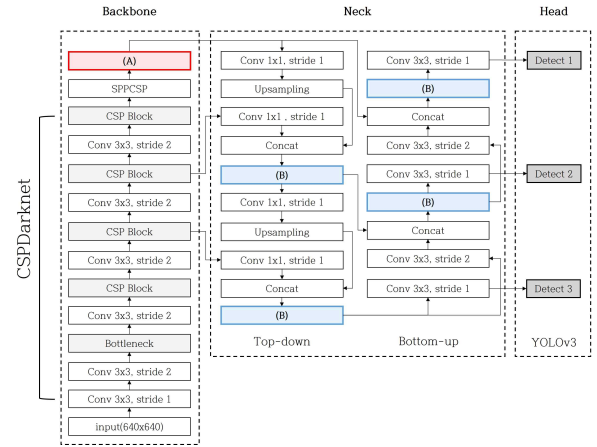 Backbone
Neck
Head
(A)
SPPCSP
CSP Block
Conv 3x3, stride 2
CSP Block
Conv 3x3, stride 2
CSP Block
Conv 3x3, stride 2
CSP Block
Conv 3x3, stride 2
Bottleneck
Conv 3x3, stride 2
Conv 3x3, stride 1
input(640x640)
CSPDarknet
Conv 1x1, stride 1
Upsampling
Conv 1x1 , stride 1
Concat
(B)
Conv 1x1, stride 1
Upsampling
Conv 1x1, stride 1
Concat
(B)
Top-down
Conv 3x3, stride 1
(B)
Concat
Conv 3x3, stride 2
Conv 3x3, stride 1
(B)
Concat
Conv 3x3, stride 2
Conv 3x3, stride 1
Bottom-up
Detect 1
Detect 2
Detect 3
YOLOv3